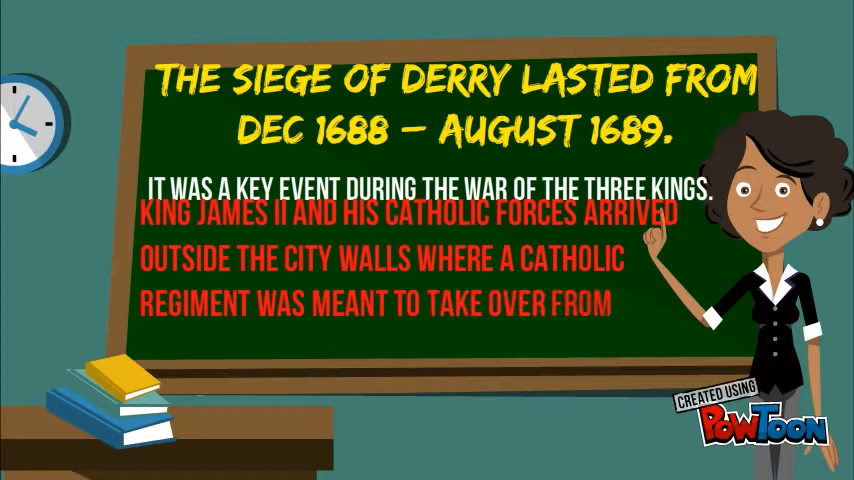 THE SIEGE OF DERRY LASTED FROM
DEC 1688 – AUGUST 1689.
IT WAS A KEY EVENT DURING THE WAR OF THE THREE KINGS.
KING JAMES II AND HIS CATHOLIC FORCES ARRIVED
OUTSIDE THE CITY WALLS WHERE A CATHOLIC
REGIMENT WAS MEANT TO TAKE OVER FROM
CREATED USING
POWTOON